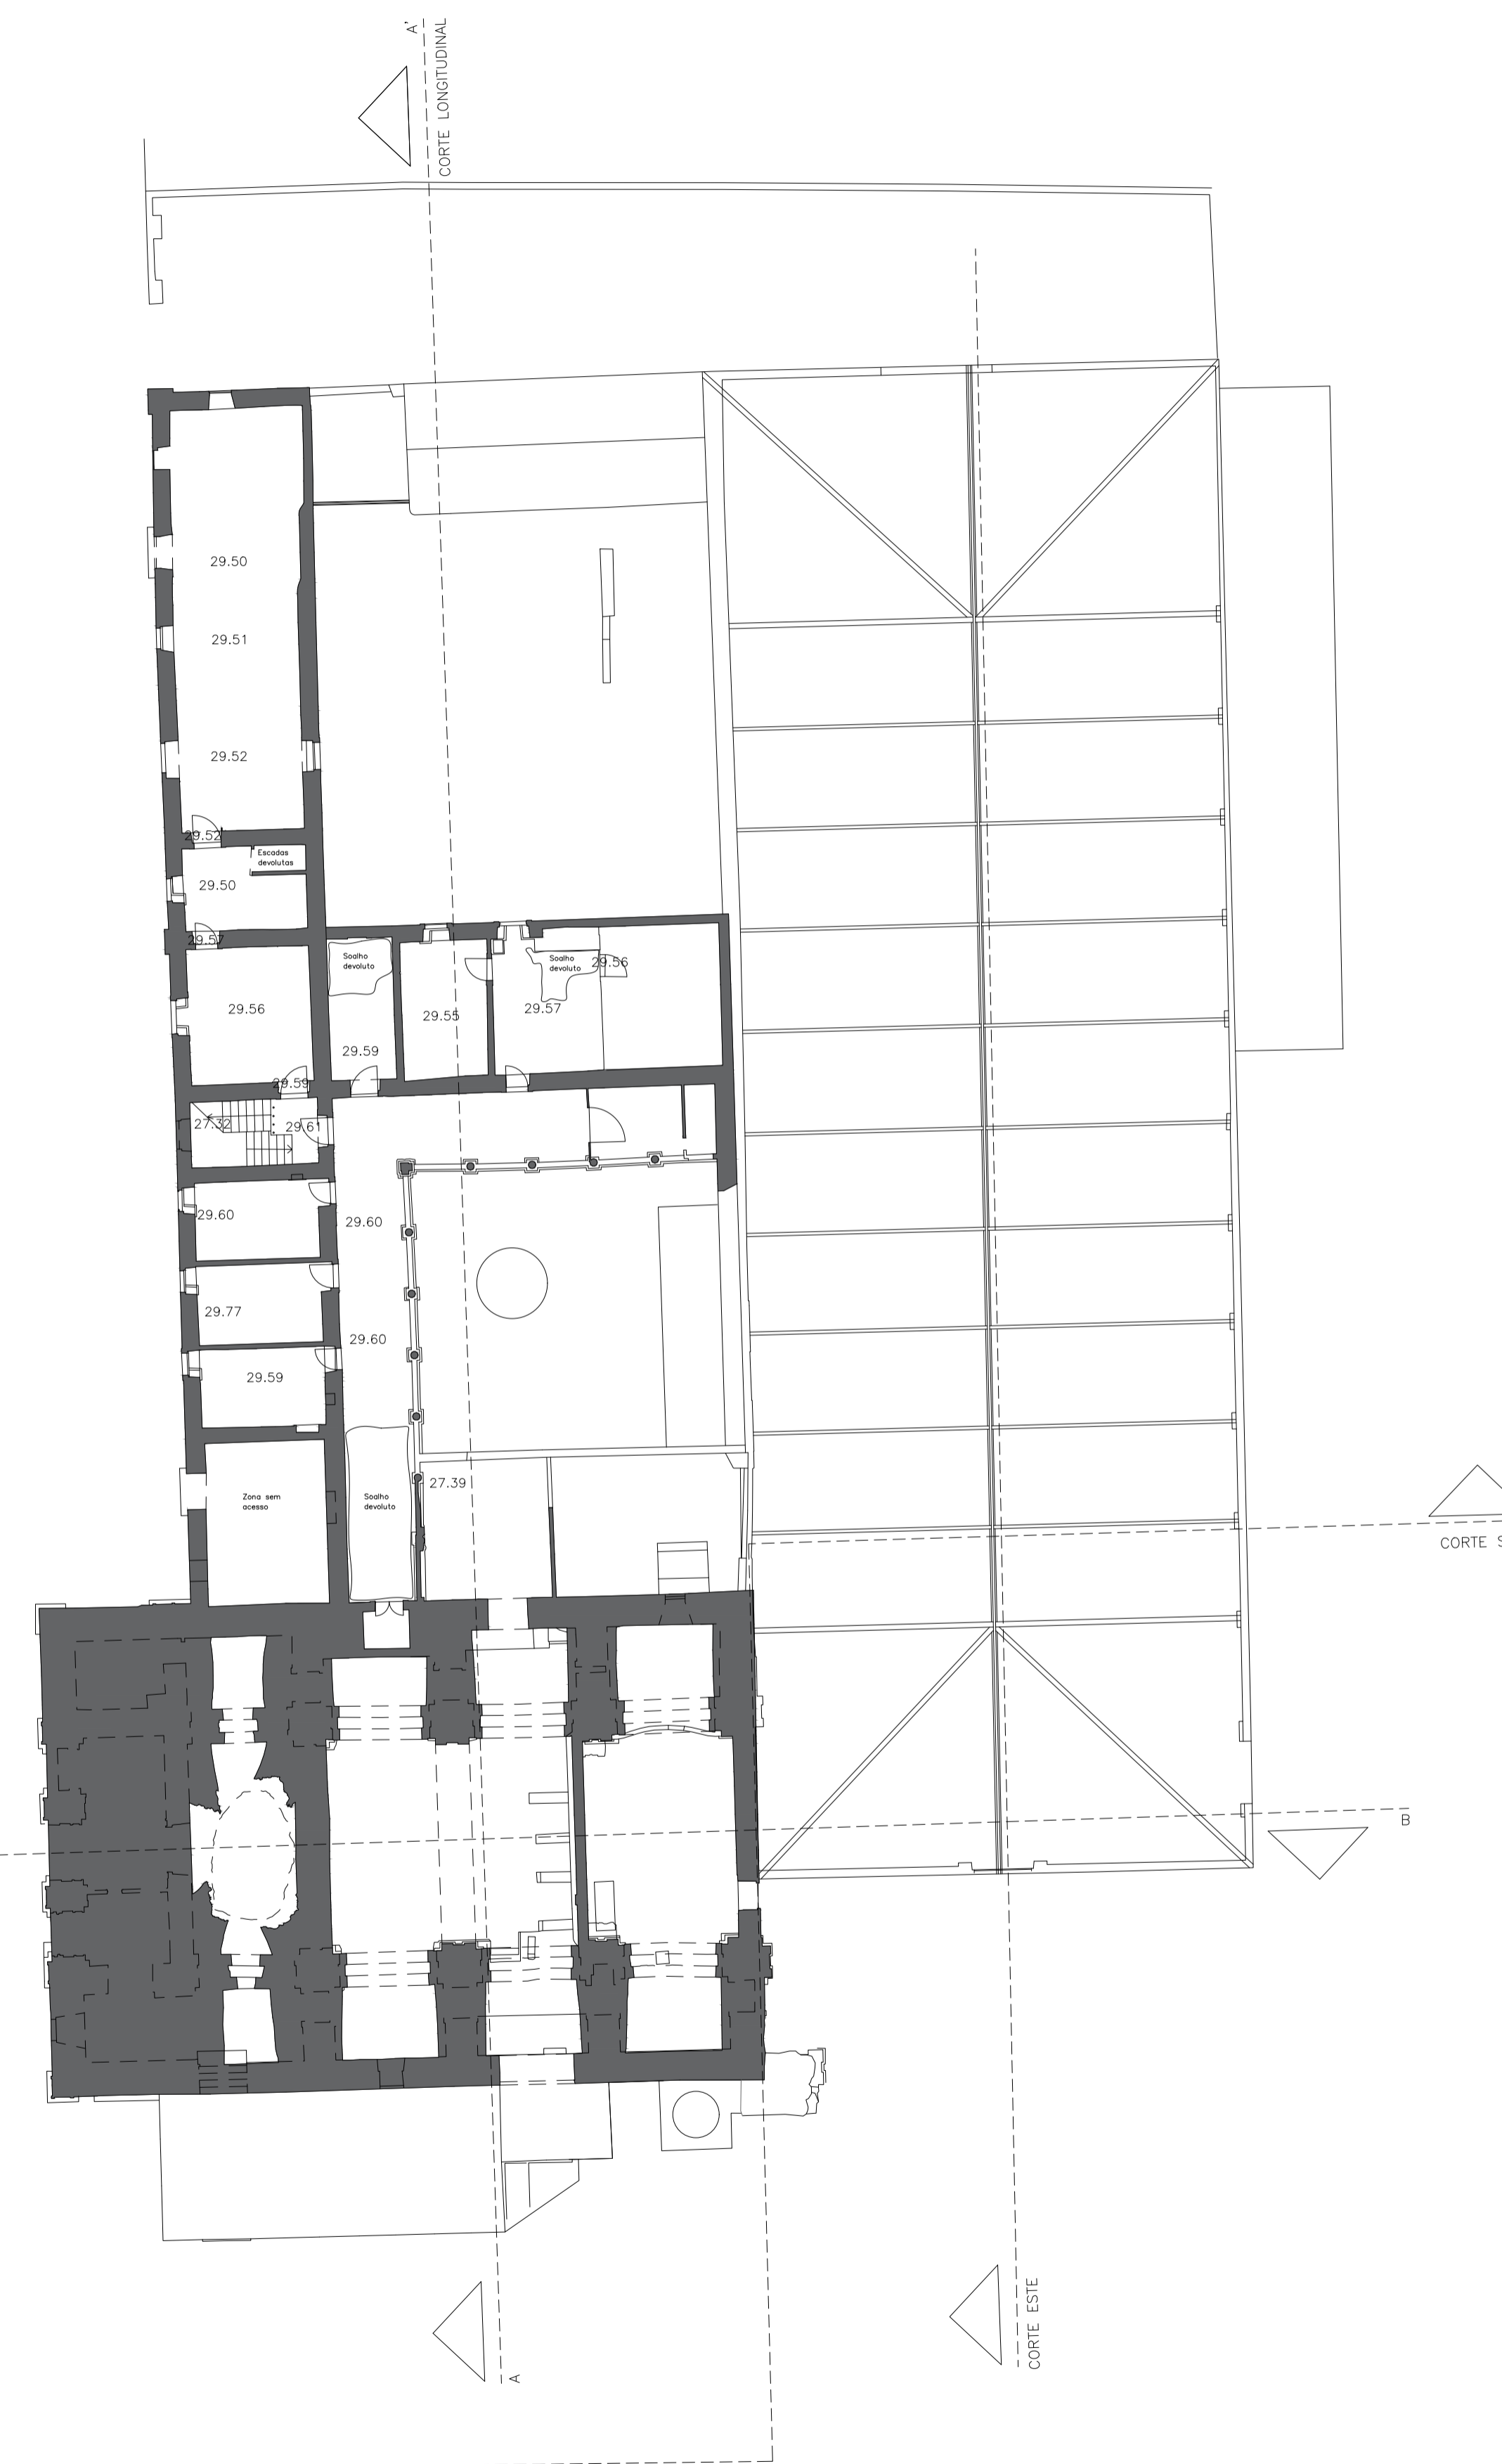 A'
CORTE LONGITUDINAL
29.50
29.51
29.52
29.52
Escadas
devolutas
29.50
29.57
Soalho
devoluto
Soalho
devoluto
29.56
29.56
29.55
29.57
29.59
29.59
27.32
29.61
29.60
29.60
29.77
29.60
29.59
27.39
Zona sem
acesso
Soalho
devoluto
CORTE S
B
CORTE ESTE
A